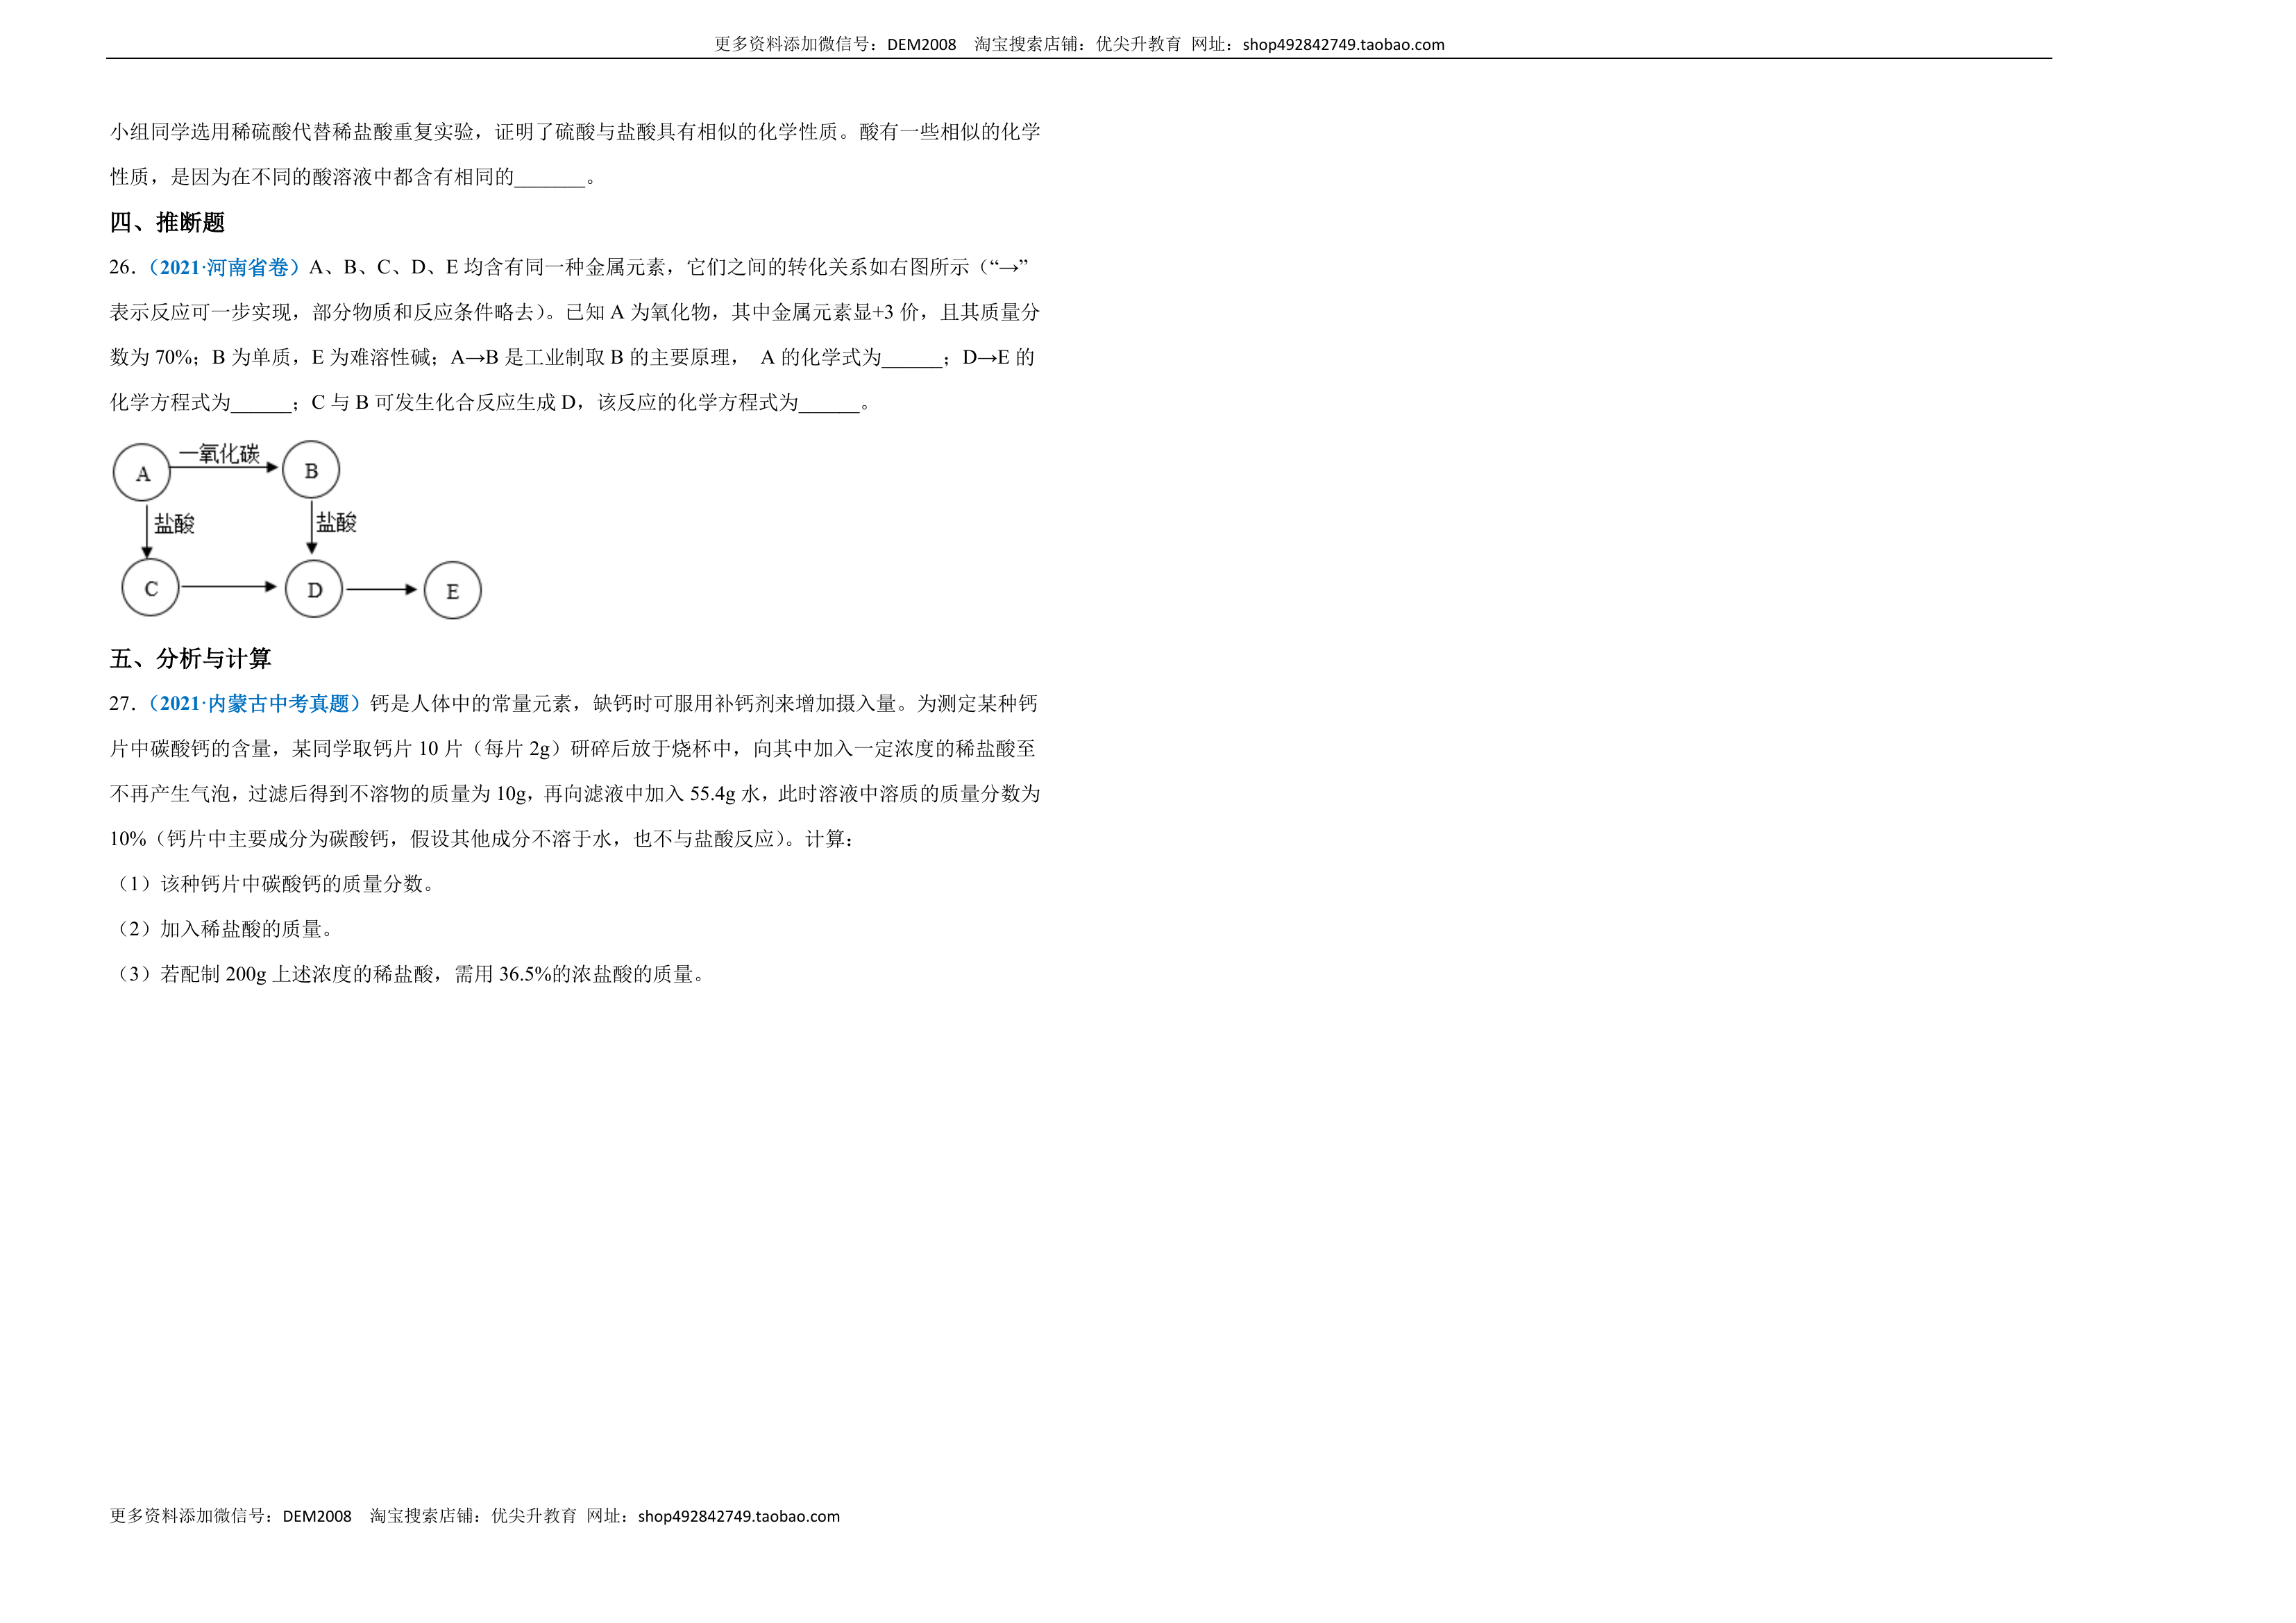 更多资料添加微信号：DEM2008 淘宝搜索店铺：优尖升教育 网址：shop492842749.taobao.com
小组同学选用稀硫酸代替稀盐酸重复实验，证明了硫酸与盐酸具有相似的化学性质。酸有一些相似的化学
性质，是因为在不同的酸溶液中都含有相同的_______。
四、推断题
26.（2021·河南省卷）A、B、C、D、E 均含有同一种金属元素，它们之间的转化关系如右图所示（“→”
表示反应可一步实现，部分物质和反应条件略去）。已知 A 为氧化物，其中金属元素显+3 价，且其质量分
数为 70%；B 为单质，E 为难溶性碱；A→B 是工业制取 B 的主要原理， A 的化学式为______；D→E 的
化学方程式为______；C 与 B 可发生化合反应生成 D，该反应的化学方程式为______。
A 一氧化碳 B
盐酸 盐酸
C D E
五、分析与计算
27.（2021·内蒙古中考真题）钙是人体中的常量元素，缺钙时可服用补钙剂来增加摄入量。为测定某种钙
片中碳酸钙的含量，某同学取钙片 10 片（每片 2g）研碎后放于烧杯中，向其中加入一定浓度的稀盐酸至
不再产生气泡，过滤后得到不溶物的质量为 10g，再向滤液中加入 55.4g 水，此时溶液中溶质的质量分数为
10%（钙片中主要成分为碳酸钙，假设其他成分不溶于水，也不与盐酸反应）。计算：
（1）该种钙片中碳酸钙的质量分数。
（2）加入稀盐酸的质量。
（3）若配制 200g 上述浓度的稀盐酸，需用 36.5%的浓盐酸的质量。
更多资料添加微信号：DEM2008 淘宝搜索店铺：优尖升教育 网址：shop492842749.taobao.com